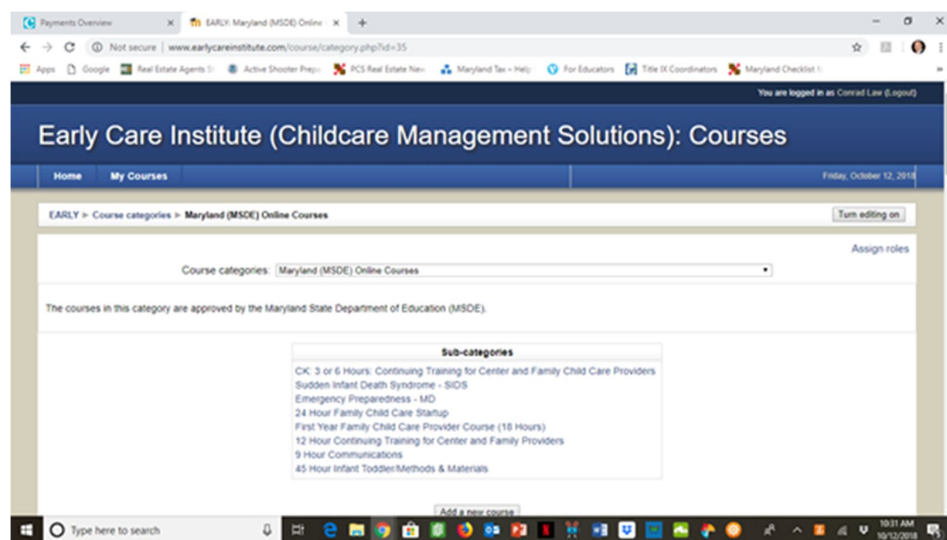 Payments Overview
EARLY: Maryland (MSDE) Online
Not secure | www.earlycareinstitute.com/course/category.php?id=35
Apps Google Real Estate Agents Active Shooter Prep PCS Real Estate New Maryland Tax - Help For Educators Title IX Coordinators Maryland Checklist
You are logged in as Conrad Law (Logout)
Early Care Institute (Childcare Management Solutions): Courses
Home My Courses Friday, October 12, 2018
EARLY ► Course categories ► Maryland (MSDE) Online Courses Turn editing on
Assign roles
Course categories: Maryland (MSDE) Online Courses
The courses in this category are approved by the Maryland State Department of Education (MSDE).
Sub-categories
CK: 3 or 6 Hours: Continuing Training for Center and Family Child Care Providers
Sudden Infant Death Syndrome - SIDS
Emergency Preparedness - MD
24 Hour Family Child Care Startup
First Year Family Child Care Provider Course (18 Hours)
12 Hour Continuing Training for Center and Family Providers
9 Hour Communications
45 Hour Infant Toddler/Methods & Materials
Add a new course
Type here to search
10:31 AM
10/12/2018